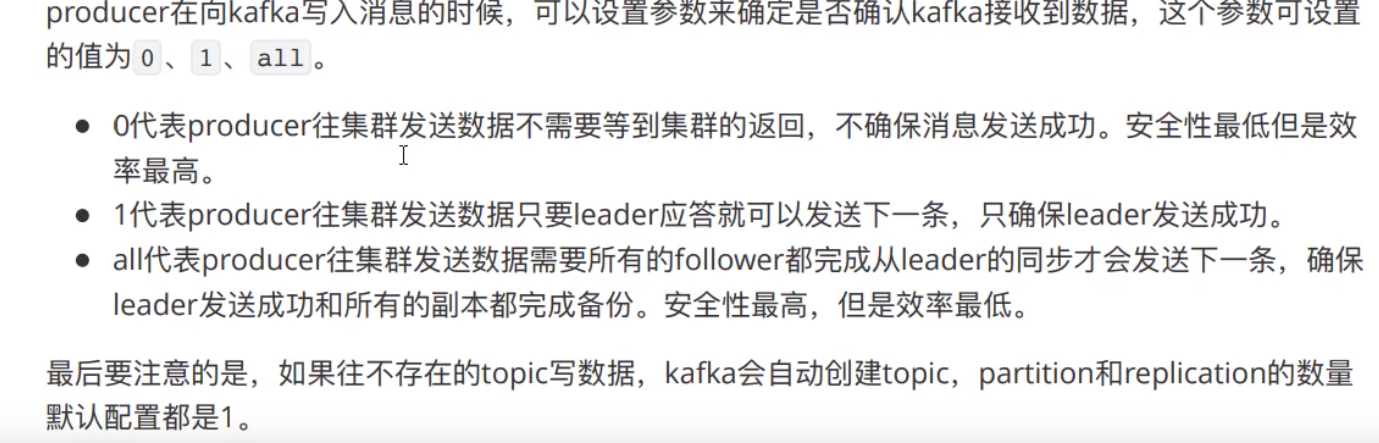 producer在向kafka写入消息的时候，可以设置参数来确定是否确认kafka接收到数据，这个参数可设置
的值为 0 、 1 、 all 。
● 0代表producer往集群发送数据不需要等到集群的返回，不确保消息发送成功。安全性最低但是效
率最高。
● 1代表producer往集群发送数据只要leader应答就可以发送下一条，只确保leader发送成功。
● all代表producer往集群发送数据需要所有的follower都完成从leader的同步才会发送下一条，确保
leader发送成功和所有的副本都完成备份。安全性最高，但是效率最低。
最后要注意的是，如果往不存在的topic写数据，kafka会自动创建topic，partition和replication的数量
默认配置都是1。